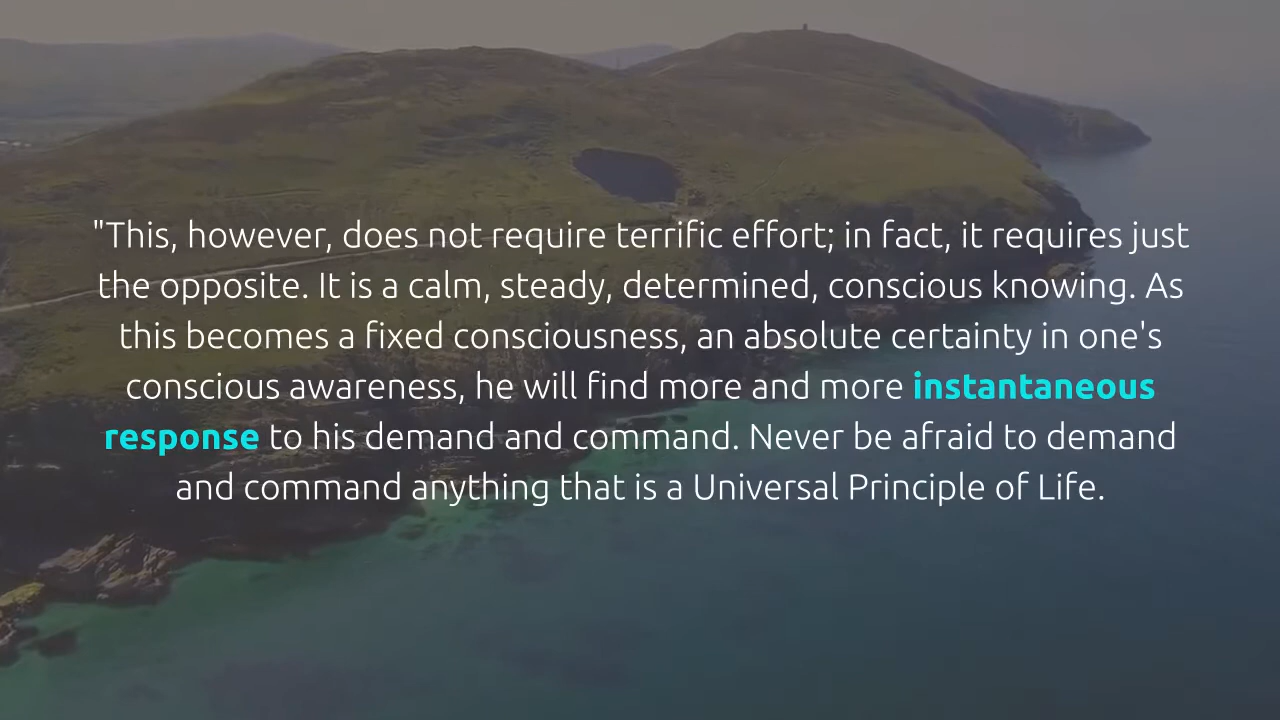 "This, however, does not require terrific effort; in fact, it requires just
the opposite. It is a calm, steady, determined, conscious knowing. As
this becomes a fixed consciousness, an absolute certainty in one's
conscious awareness, he will find more and more instantaneous
response to his demand and command. Never be afraid to demand
and command anything that is a Universal Principle of Life.